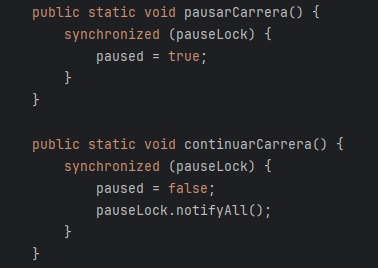 public static void pausarCarrera() {
    synchronized (pauseLock) {
        paused = true;
    }
}

public static void continuarCarrera() {
    synchronized (pauseLock) {
        paused = false;
        pauseLock.notifyAll();
    }
}